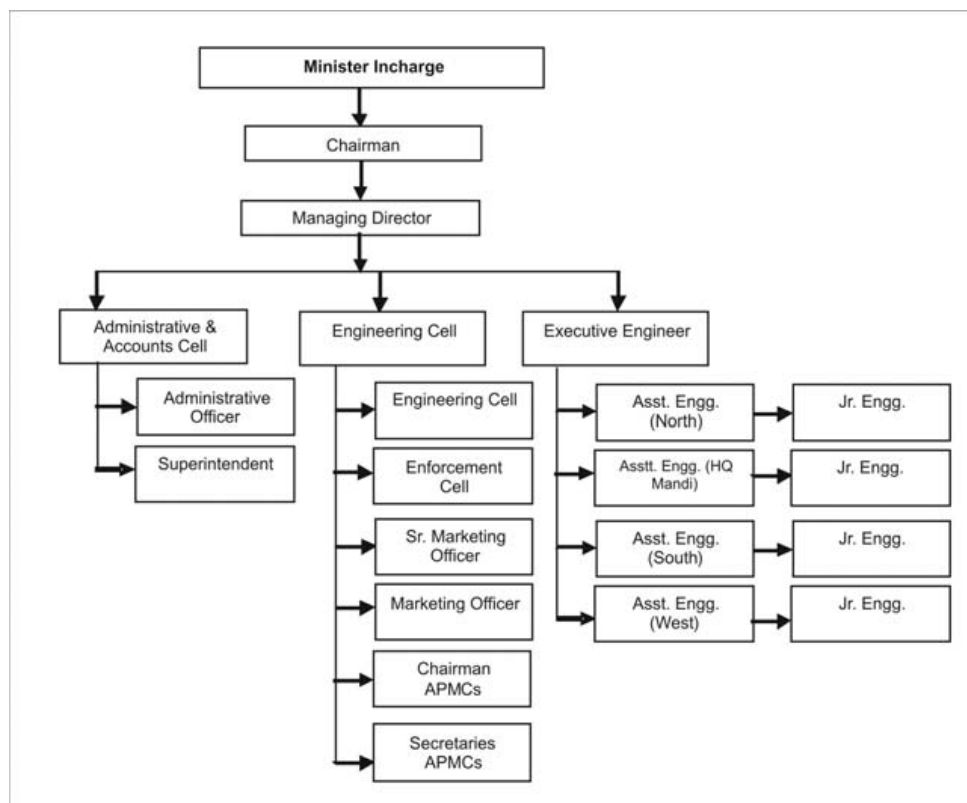 Minister Incharge
Chairman
Managing Director
Administrative &
Accounts Cell
Administrative
Officer
Superintendent
Engineering Cell
Engineering Cell
Enforcement
Cell
Sr. Marketing
Officer
Marketing Officer
Chairman
APMCs
Secretaries
APMCs
Executive Engineer
Asst. Engg.
(North)
Jr. Engg.
Asstt. Engg. (HQ
Mandi)
Jr. Engg.
Asst. Engg.
(South)
Jr. Engg.
Asst. Engg.
(West)
Jr. Engg.